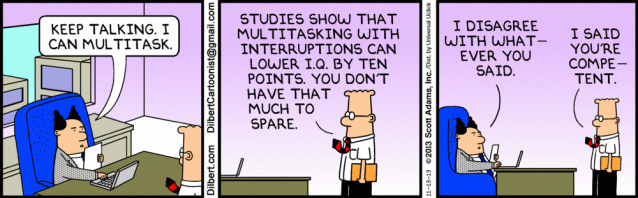 KEEP TALKING. I
CAN MULTITASK.
Dilbert.com DilbertCartoonist@gmail.com
STUDIES SHOW THAT
MULTITASKING WITH
INTERRUPTIONS CAN
LOWER I.Q. BY TEN
POINTS. YOU DON'T
HAVE THAT
MUCH TO
SPARE.
11-13-13 ©2013 Scott Adams, Inc. /Dist. by Universal Uclick
I DISAGREE
WITH WHAT-
EVER YOU
SAID.
I SAID
YOU'RE
COMPE-
TENT.